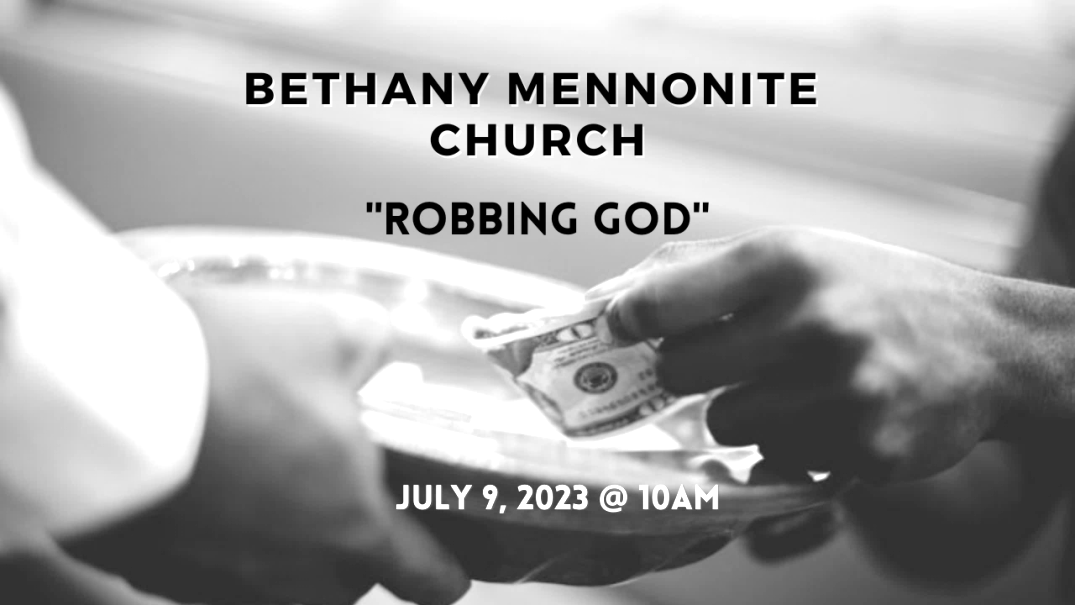 BETHANY MENNONITE
CHURCH
"ROBBING GOD"
JULY 9, 2023 @ 10AM